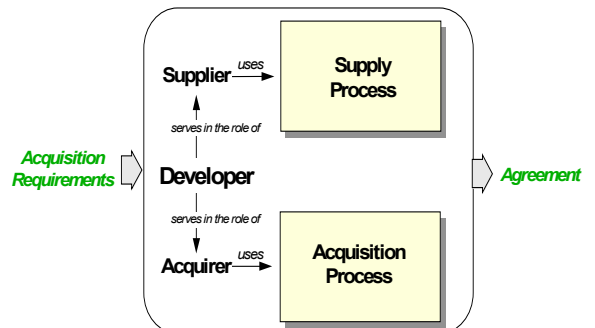 Supplier
uses
Supply
Process
serves in the role of
Acquisition
Requirements
Developer
Agreement
serves in the role of
Acquirer
uses
Acquisition
Process